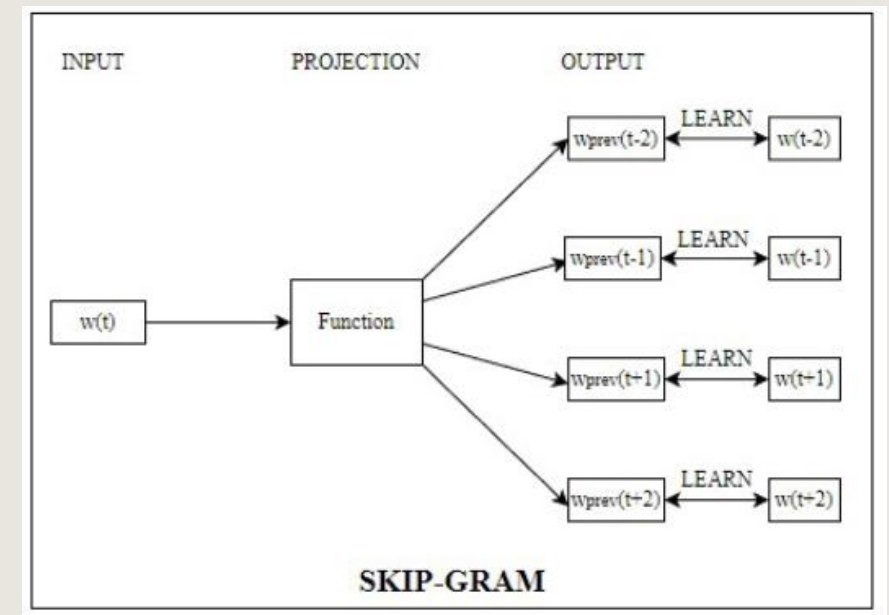 INPUT PROJECTION OUTPUT
wprev(t-2) LEARN w(t-2)
wprev(t-1) LEARN w(t-1)
w(t) Function
wprev(t+1) LEARN w(t+1)
wprev(t+2) LEARN w(t+2)
SKIP-GRAM